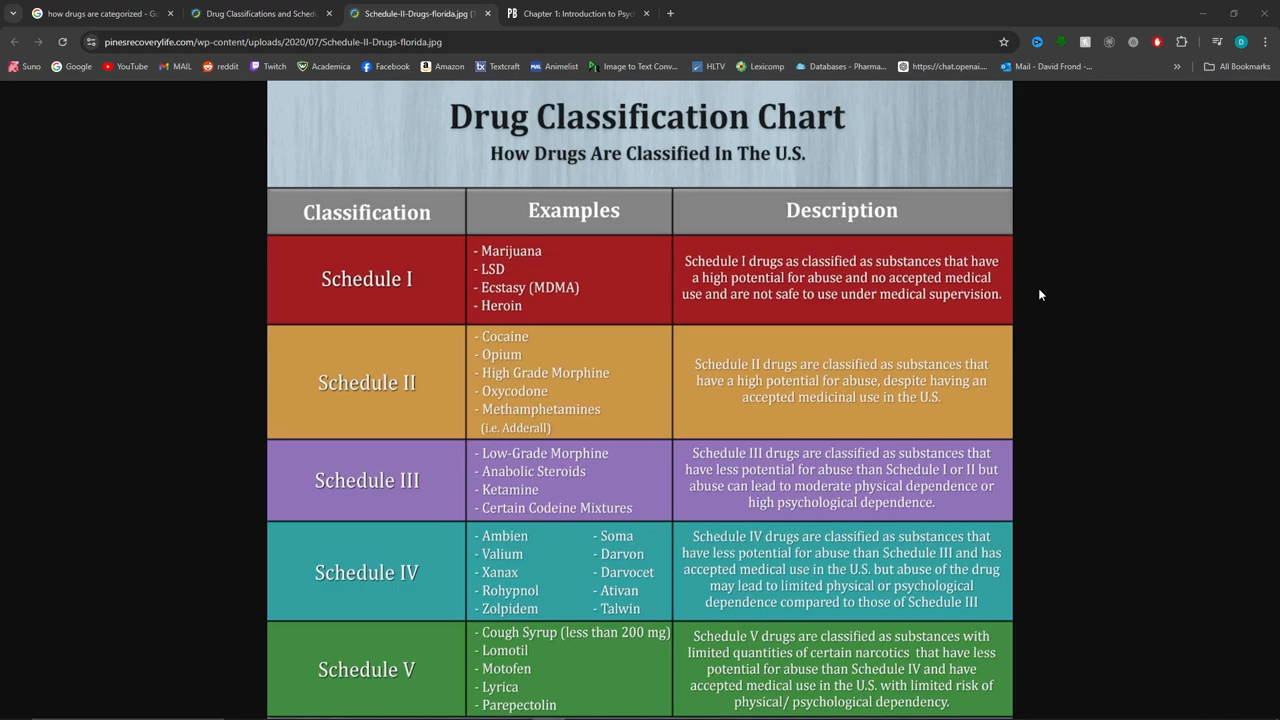 how drugs are categorized - G
Drug Classifications and Sched
Schedule-II-Drugs-florida.jpg (
Chapter 1: Introduction to Psyc
pinesrecoverylife.com/wp-content/uploads/2020/07/Schedule-II-Drugs-florida.jpg
Suno Google YouTube MAIL reddit Twitch Academica Facebook Amazon Textcraft Animelist Image to Text Conv... HLTV Lexicomp Databases - Pharma... https://chat.openai.... Mail - David Frond -... All Bookmarks
Drug Classification Chart
How Drugs Are Classified In The U.S.
Classification
Examples
Description
Schedule I
- Marijuana
- LSD
- Ecstasy (MDMA)
- Heroin
Schedule I drugs as classified as substances that have
a high potential for abuse and no accepted medical
use and are not safe to use under medical supervision.
Schedule II
- Cocaine
- Opium
- High Grade Morphine
- Oxycodone
- Methamphetamines
(i.e. Adderall)
Schedule II drugs are classified as substances that
have a high potential for abuse, despite having an
accepted medicinal use in the U.S.
Schedule III
- Low-Grade Morphine
- Anabolic Steroids
- Ketamine
- Certain Codeine Mixtures
Schedule III drugs are classified as substances that
have less potential for abuse than Schedule I or II but
abuse can lead to moderate physical dependence or
high psychological dependence.
Schedule IV
- Ambien
- Valium
- Xanax
- Rohypnol
- Zolpidem
- Soma
- Darvon
- Darvocet
- Ativan
- Talwin
Schedule IV drugs are classified as substances that
have less potential for abuse than Schedule III and has
accepted medical use in the U.S. but abuse of the drug
may lead to limited physical or psychological
dependence compared to those of Schedule III
Schedule V
- Cough Syrup (less than 200 mg)
- Lomotil
- Motofen
- Lyrica
- Parepectolin
Schedule V drugs are classified as substances with
limited quantities of certain narcotics that have less
potential for abuse than Schedule IV and have
accepted medical use in the U.S. with limited risk of
physical/ psychological dependency.